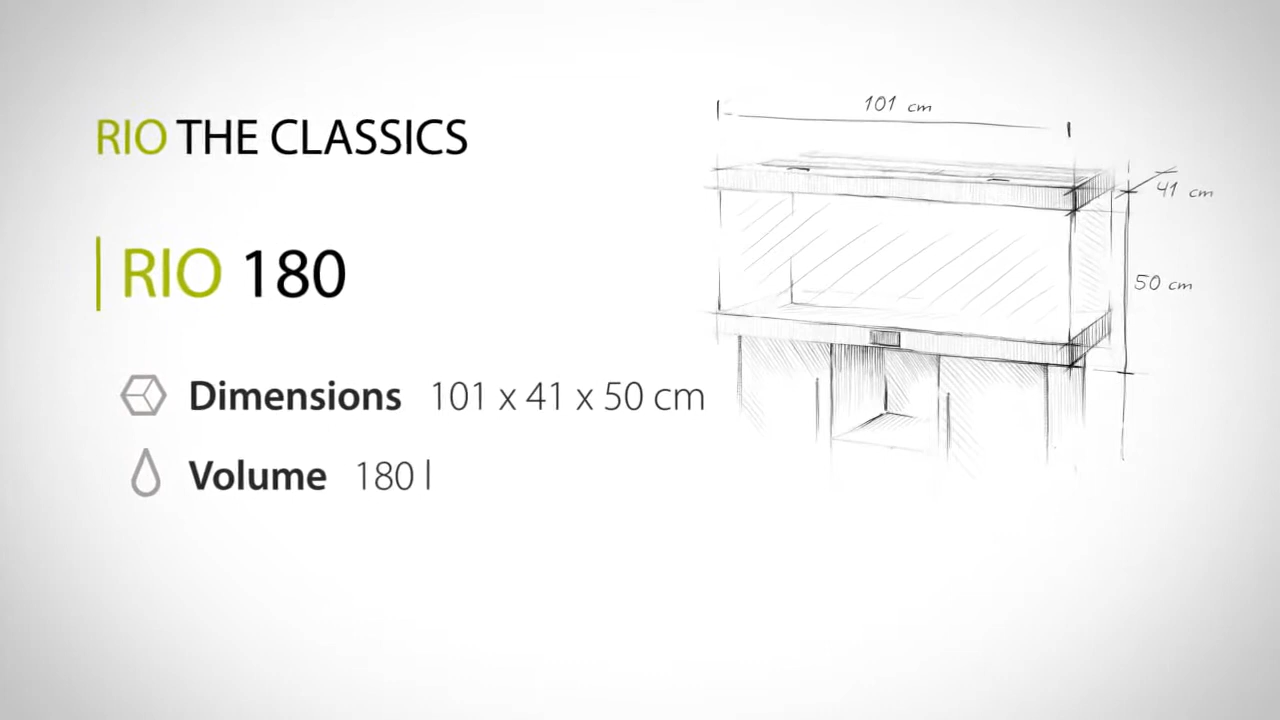 RIO THE CLASSICS
RIO 180
Dimensions 101 x 41 x 50 cm
Volume 180 l
101 cm
41 cm
50 cm